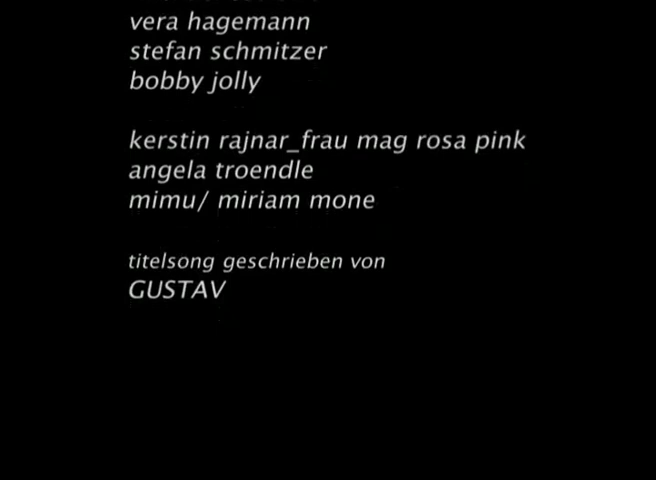 vera hagemann
stefan schmitzer
bobby jolly
kerstin rajnar_frau mag rosa pink
angela troendle
mimu/ miriam mone
titelsong geschrieben von
GUSTAV